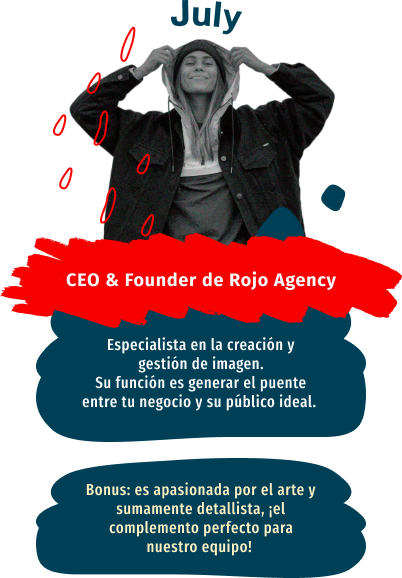 July
CEO & Founder de Rojo Agency
Especialista en la creación y
gestión de imagen.
Su función es generar el puente
entre tu negocio y su público ideal.
Bonus: es apasionada por el arte y
sumamente detallista, ¡el
complemento perfecto para
nuestro equipo!